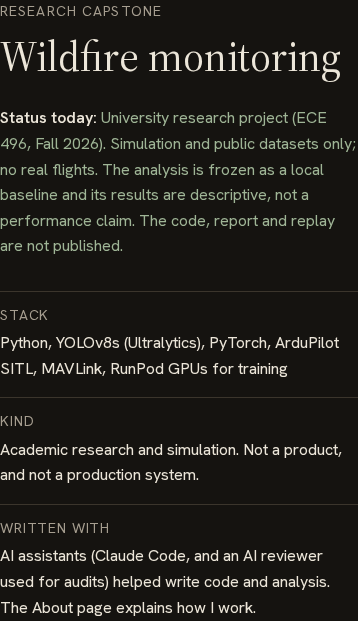 RESEARCH CAPSTONE
Wildfire monitoring
Status today: University research project (ECE
496, Fall 2026). Simulation and public datasets only;
no real flights. The analysis is frozen as a local
baseline and its results are descriptive, not a
performance claim. The code, report and replay
are not published.
STACK
Python, YOLOv8s (Ultralytics), PyTorch, ArduPilot
SITL, MAVLink, RunPod GPUs for training
KIND
Academic research and simulation. Not a product,
and not a production system.
WRITTEN WITH
AI assistants (Claude Code, and an AI reviewer
used for audits) helped write code and analysis.
The About page explains how I work.